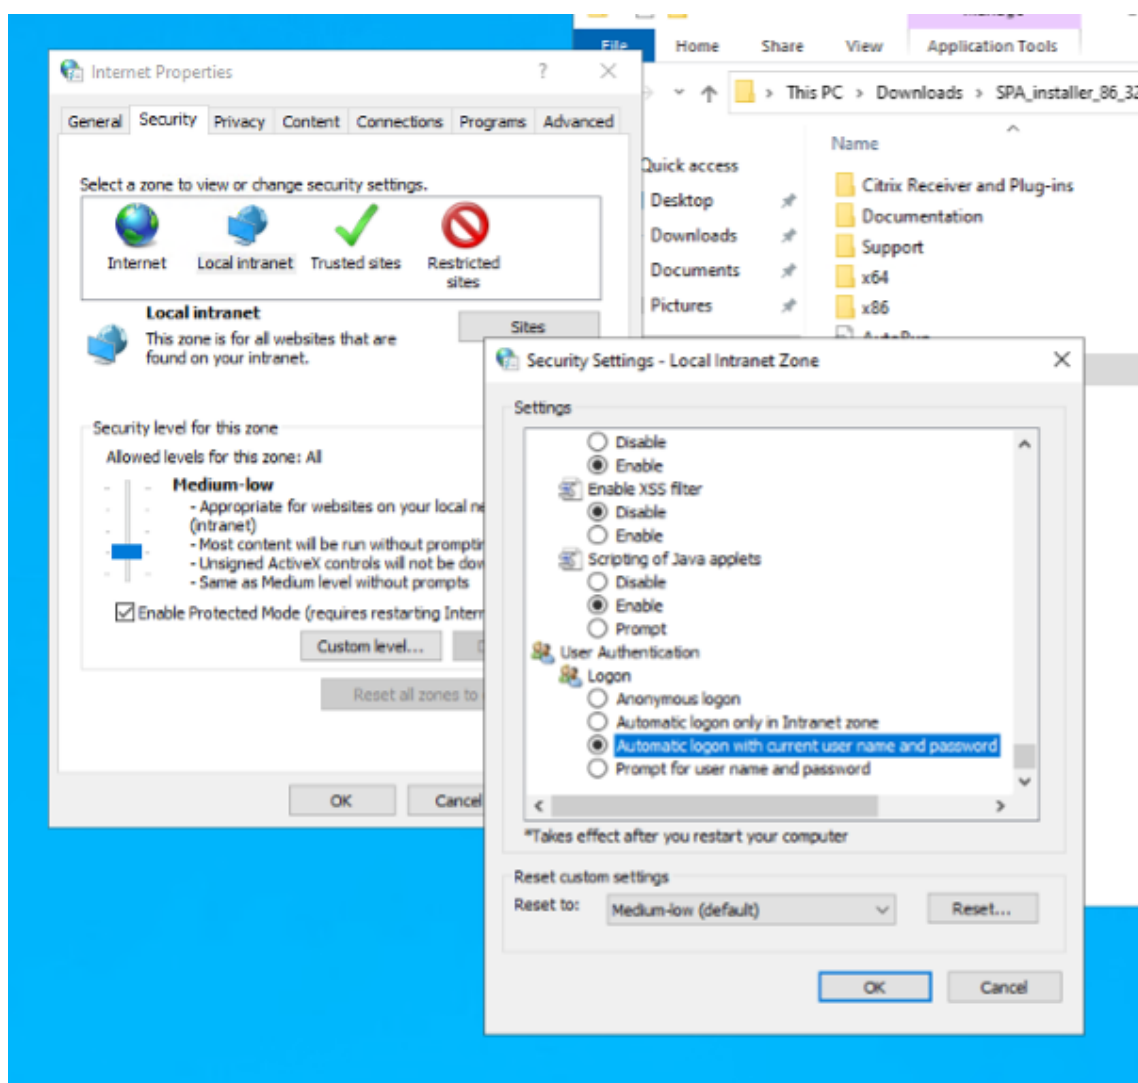 Internet Properties
General Security Privacy Content Connections Programs Advanced
Select a zone to view or change security settings.
Internet
Local intranet
Trusted sites
Restricted
sites
Local intranet
This zone is for all websites that are
found on your intranet.
Sites
Security level for this zone
Allowed levels for this zone: All
Medium-low
- Appropriate for websites on your local ne
(intranet)
- Most content will be run without promptin
- Unsigned ActiveX controls will not be dow
- Same as Medium level without prompts
Enable Protected Mode (requires restarting Intern
Custom level...
Reset all zones to
OK
Cancel
File Home Share View Application Tools
This PC > Downloads > SPA_installer_86_32
Name
Quick access
Desktop
Downloads
Documents
Pictures
Citrix Receiver and Plug-ins
Documentation
Support
x64
x86
AutoRun
Security Settings - Local Intranet Zone
Settings
Disable
Enable
Enable XSS filter
Disable
Enable
Scripting of Java applets
Disable
Enable
Prompt
User Authentication
Logon
Anonymous logon
Automatic logon only in Intranet zone
Automatic logon with current user name and password
Prompt for user name and password
*Takes effect after you restart your computer
Reset custom settings
Reset to:
Medium-low (default)
Reset...
OK
Cancel